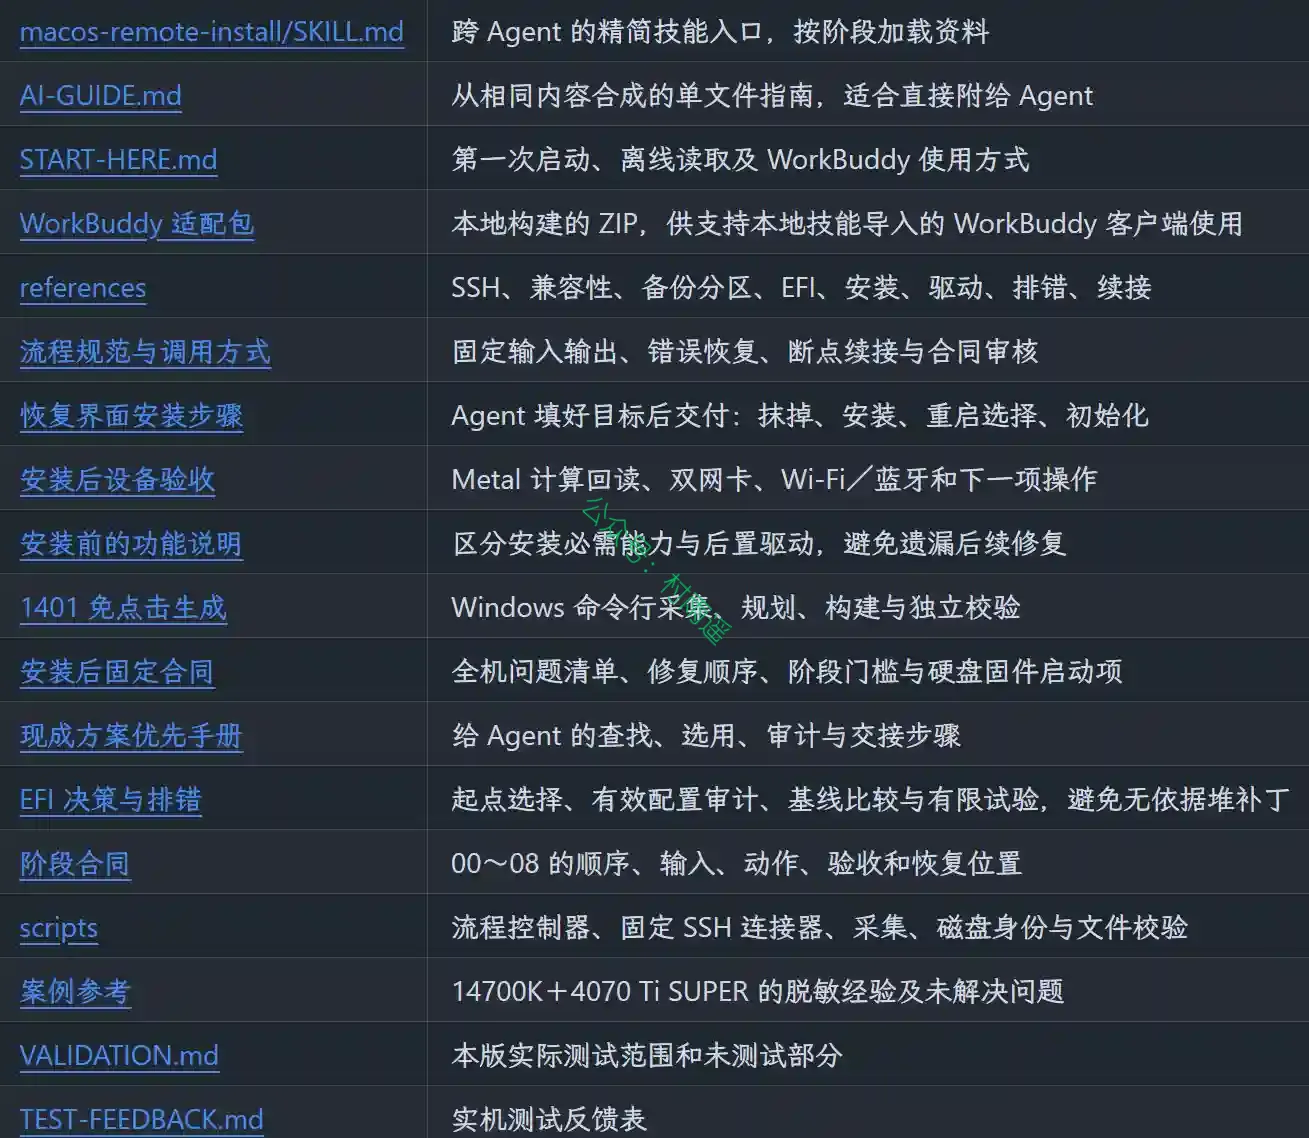 macos-remote-install/SKILL.md 跨 Agent 的精简技能入口，按阶段加载资料
AI-GUIDE.md 从相同内容合成的单文件指南，适合直接附给 Agent
START-HERE.md 第一次启动、离线读取及 WorkBuddy 使用方式
WorkBuddy 适配包 本地构建的 ZIP，供支持本地技能导入的 WorkBuddy 客户端使用
references SSH、兼容性、备份分区、EFI、安装、驱动、排错、续接
流程规范与调用方式 固定输入输出、错误恢复、断点续接与合同审核
恢复界面安装步骤 Agent 填好目标后交付：抹掉、安装、重启选择、初始化
安装后设备验收 Metal 计算回读、双网卡、Wi-Fi／蓝牙和下一项操作
安装前的功能说明 区分安装必需能力与后置驱动，避免遗漏后续修复
1401 免点击生成 Windows 命令行采集、规划、构建与独立校验
安装后固定合同 全机问题清单、修复顺序、阶段门槛与硬盘固件启动项
现成方案优先手册 给 Agent 的查找、选用、审计与交接步骤
EFI 决策与排错 起点选择、有效配置审计、基线比较与有限试验，避免无依据堆补丁
阶段合同 00～08 的顺序、输入、动作、验收和恢复位置
scripts 流程控制器、固定 SSH 连接器、采集、磁盘身份与文件校验
案例参考 14700K＋4070 Ti SUPER 的脱敏经验及未解决问题
VALIDATION.md 本版实际测试范围和未测试部分
TEST-FEEDBACK.md 实机测试反馈表